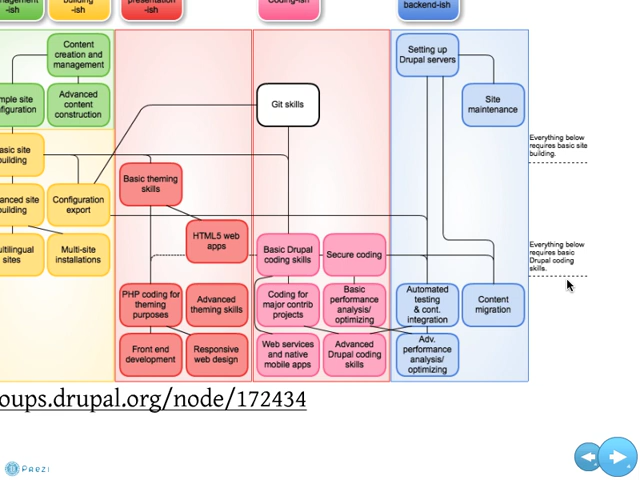 -ish
building
-ish
presentation
-ish
Coding-ish
backend-ish
Content
creation and
management
Setting up
Drupal servers
Advanced
content
construction
Git skills
Site
maintenance
Everything below
requires basic site
building.
Basic theming
skills
Configuration
export
HTML5 web
apps
Basic Drupal
coding skills
Secure coding
Everything below
requires basic
Drupal coding
skills.
sites
Multi-site
installations
PHP coding for
theming
purposes
Advanced
theming skills
Coding for
major contrib
projects
Basic
performance
analysis/
optimizing
Automated
testing
& cont.
integration
Content
migration
Front end
development
Responsive
web design
Web services
and native
mobile apps
Advanced
Drupal coding
skills
Adv.
performance
analysis/
optimizing
oups.drupal.org/node/172434
PREZI